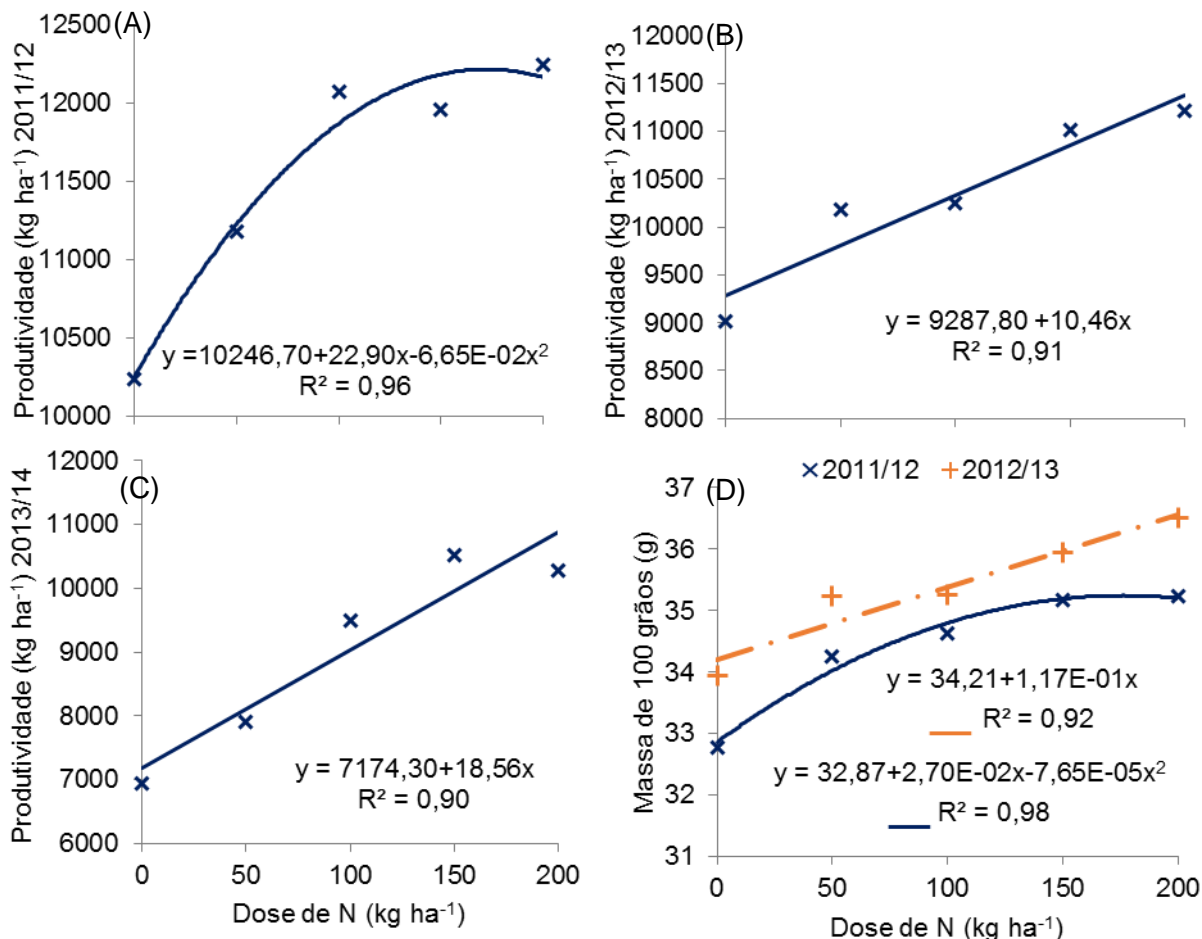 (A)
Produtividade (kg ha⁻¹) 2011/12
12500
12000
11500
11000
10500
10000
y =10246,70+22,90x-6,65E-02x²
R² = 0,96
(B)
Produtividade (kg ha⁻¹) 2012/13
12000
11500
11000
10500
10000
9500
9000
8500
8000
y = 9287,80 +10,46x
R² = 0,91
(C)
Produtividade (kg ha⁻¹) 2013/14
12000
11000
10000
9000
8000
7000
6000
y = 7174,30+18,56x
R² = 0,90
0 50 100 150 200
Dose de N (kg ha⁻¹)
2011/12 2012/13
(D)
Massa de 100 grãos (g)
37
36
35
34
33
32
31
y = 34,21+1,17E-01x
R² = 0,92
y = 32,87+2,70E-02x-7,65E-05x²
R² = 0,98
0 50 100 150 200
Dose de N (kg ha⁻¹)